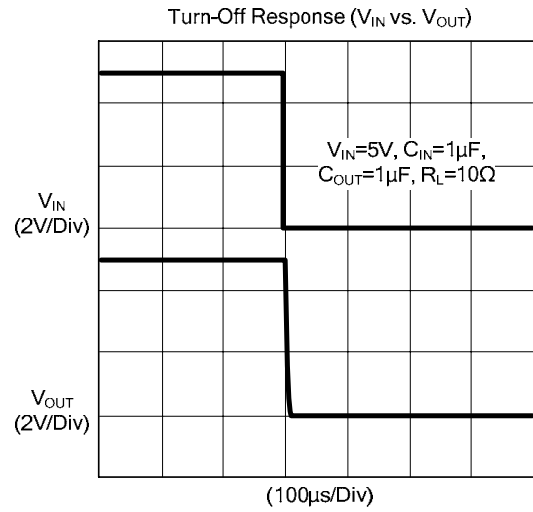 Turn-Off Response (VIN vs. VOUT)
VIN=5V, CIN=1µF,
COUT=1µF, RL=10Ω
VIN
(2V/Div)
VOUT
(2V/Div)
(100µs/Div)